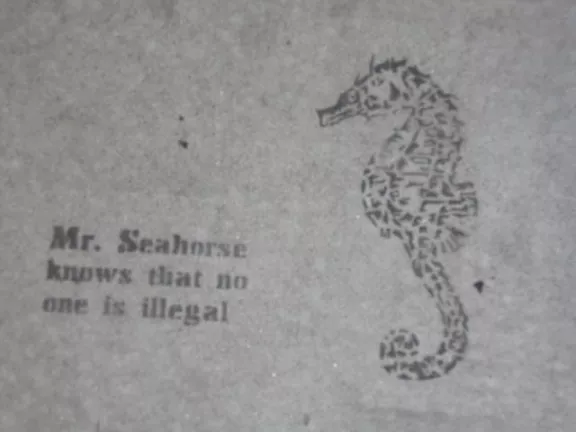 Mr. Seahorse
knows that no
one is illegal